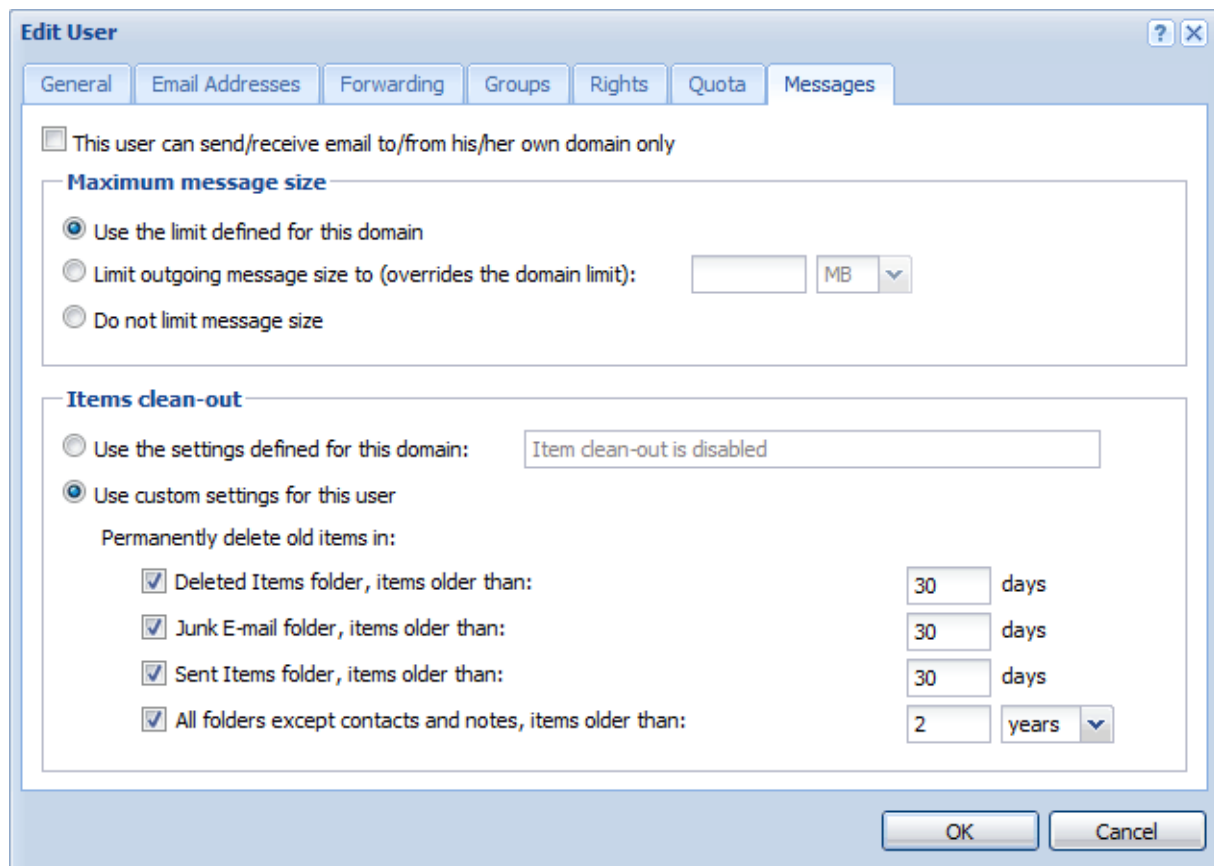 Edit User
General Email Addresses Forwarding Groups Rights Quota Messages
This user can send/receive email to/from his/her own domain only
Maximum message size
Use the limit defined for this domain
Limit outgoing message size to (overrides the domain limit): MB
Do not limit message size
Items clean-out
Use the settings defined for this domain: Item clean-out is disabled
Use custom settings for this user
Permanently delete old items in:
Deleted Items folder, items older than: 30 days
Junk E-mail folder, items older than: 30 days
Sent Items folder, items older than: 30 days
All folders except contacts and notes, items older than: 2 years
OK Cancel